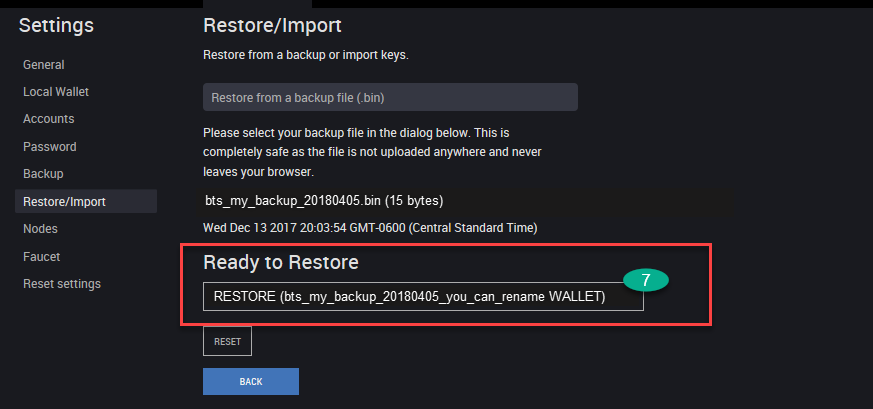 Settings
General
Local Wallet
Accounts
Password
Backup
Restore/Import
Nodes
Faucet
Reset settings
Restore/Import
Restore from a backup or import keys.
Restore from a backup file (.bin)
Please select your backup file in the dialog below. This is
completely safe as the file is not uploaded anywhere and never
leaves your browser.
bts_my_backup_20180405.bin (15 bytes)
Wed Dec 13 2017 20:03:54 GMT-0600 (Central Standard Time)
Ready to Restore
7
RESTORE (bts_my_backup_20180405_you_can_rename WALLET)
RESET
BACK